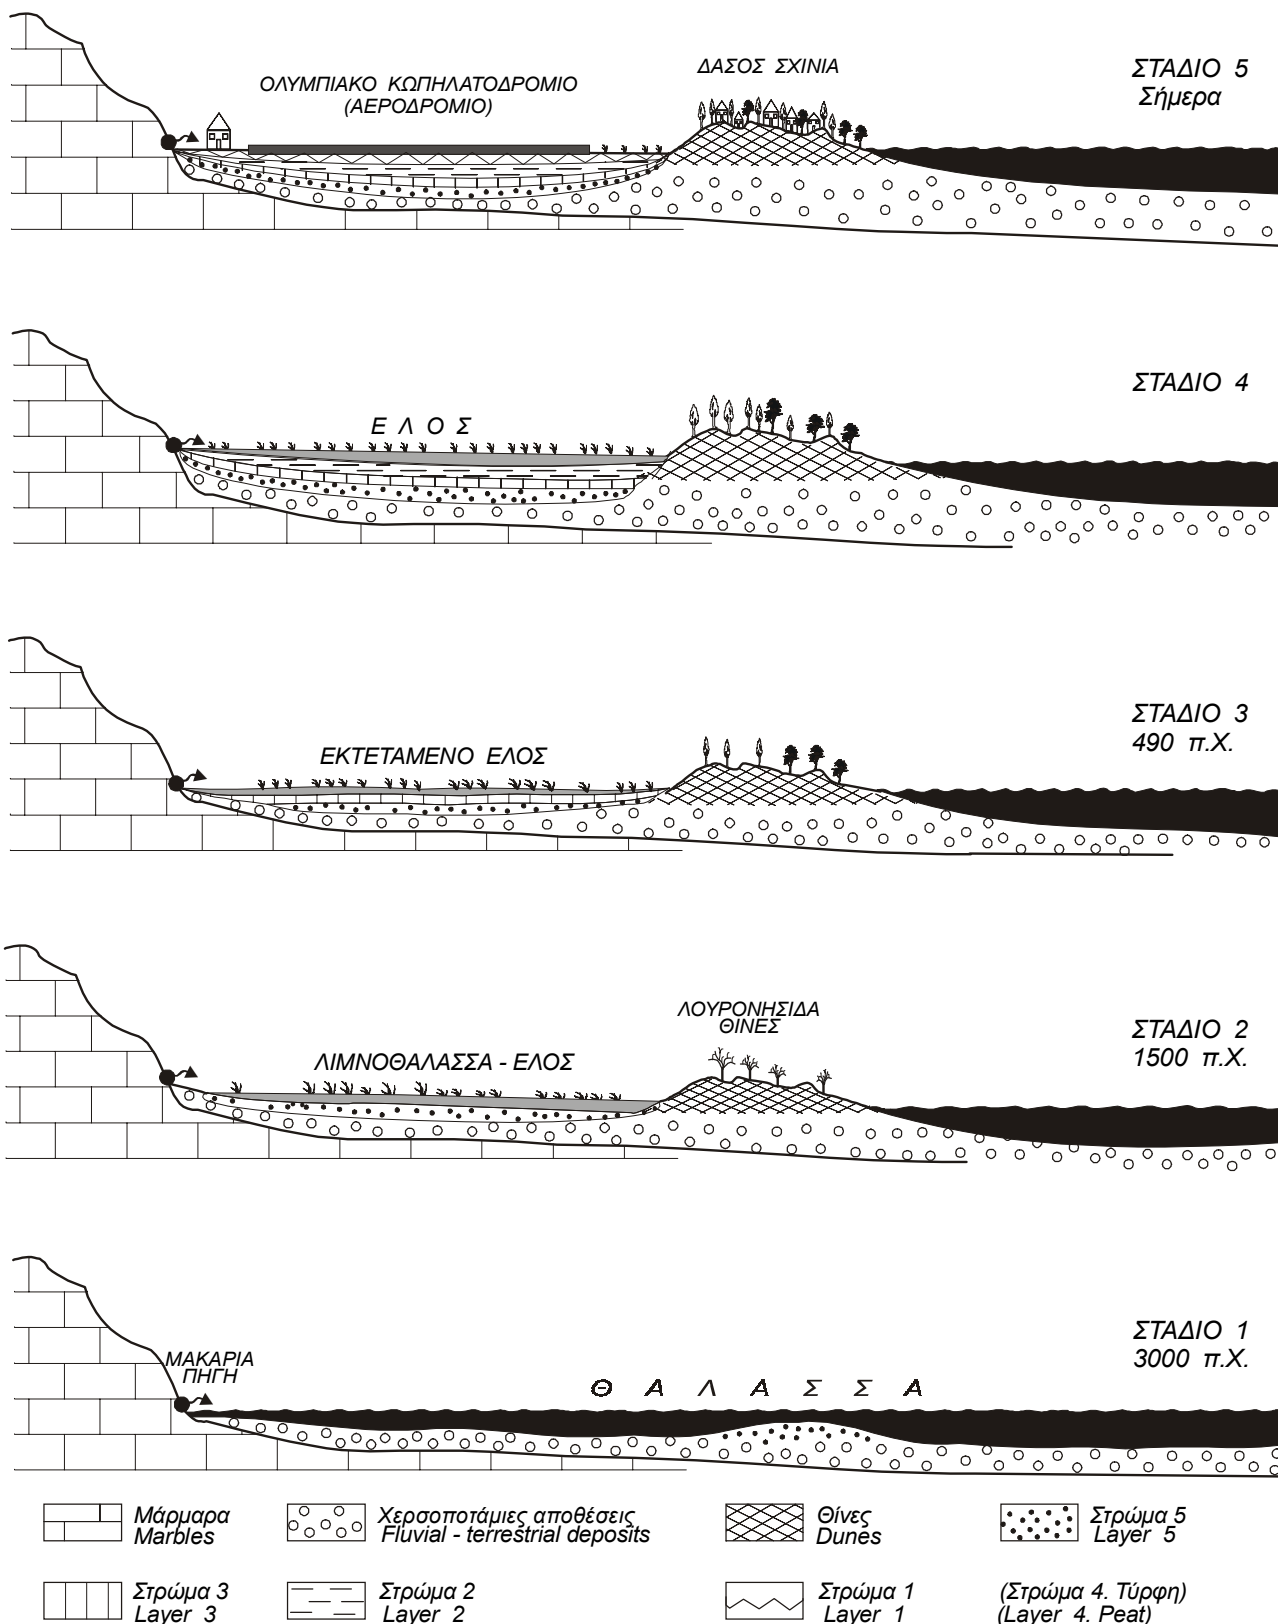 ΣΤΑΔΙΟ 5
Σήμερα
ΔΑΣΟΣ ΣΧΙΝΙΑ
ΟΛΥΜΠΙΑΚΟ ΚΩΠΗΛΑΤΟΔΡΟΜΙΟ
(ΑΕΡΟΔΡΟΜΙΟ)
ΣΤΑΔΙΟ 4
ΕΛΟΣ
ΣΤΑΔΙΟ 3
490 π.Χ.
ΕΚΤΕΤΑΜΕΝΟ ΕΛΟΣ
ΛΟΥΡΟΝΗΣΙΔΑ
ΘΙΝΕΣ
ΣΤΑΔΙΟ 2
1500 π.Χ.
ΛΙΜΝΟΘΑΛΑΣΣΑ - ΕΛΟΣ
ΣΤΑΔΙΟ 1
3000 π.Χ.
ΜΑΚΑΡΙΑ
ΠΗΓΗ
ΘΑΛΑΣΣΑ
Μάρμαρα
Marbles
Χερσοποτάμιες αποθέσεις
Fluvial - terrestrial deposits
Θίνες
Dunes
Στρώμα 5
Layer 5
Στρώμα 3
Layer 3
Στρώμα 2
Layer 2
Στρώμα 1
Layer 1
(Στρώμα 4. Τύρφη)
(Layer 4. Peat)